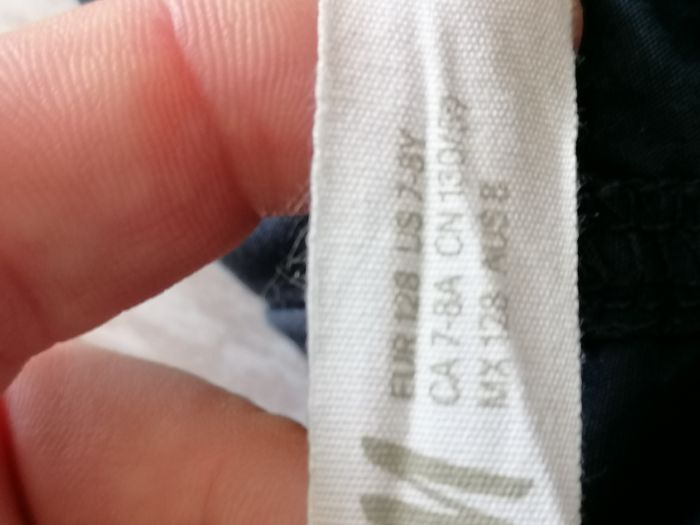 EUR 128 US 7-8Y
CA 7-8A CN 130/59
MX 128 AUS 8